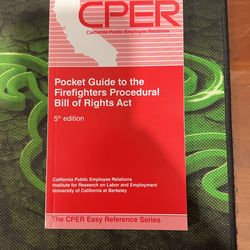 CPER
California Public Employee Relations
Pocket Guide to the
Firefighters Procedural
Bill of Rights Act
5th edition
California Public Employee Relations
Institute for Research on Labor and Employment
University of California at Berkeley
The CPER Easy Reference Series